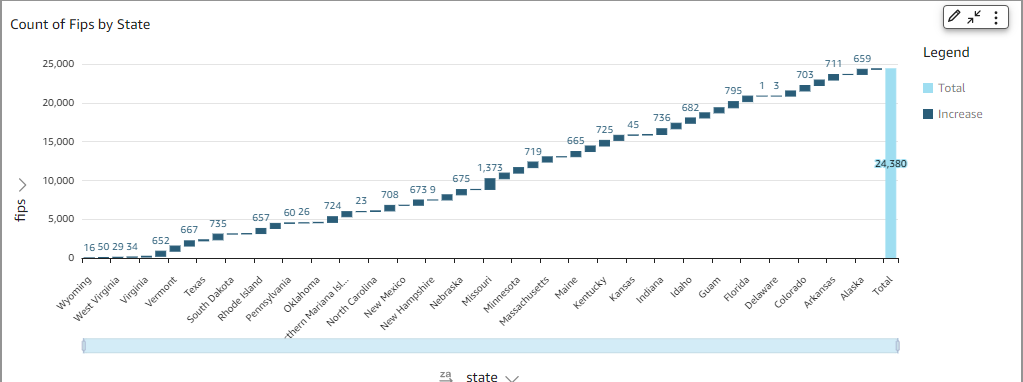 Count of Fips by State
Legend
Total
Increase
fips
25,000
20,000
15,000
10,000
5,000
0
16 50 29 34 652 667 735 657 60 26 724 23 708 673 9 675 1,373 719 665 725 45 736 682 795 1 3 703 711 659 24,380
Wyoming
West Virginia
Virginia
Vermont
Texas
South Dakota
Rhode Island
Pennsylvania
Oklahoma
thern Mariana Isl...
North Carolina
New Mexico
New Hampshire
Nebraska
Missouri
Minnesota
Massachusetts
Maine
Kentucky
Kansas
Indiana
Idaho
Guam
Florida
Delaware
Colorado
Arkansas
Alaska
Total
za
state